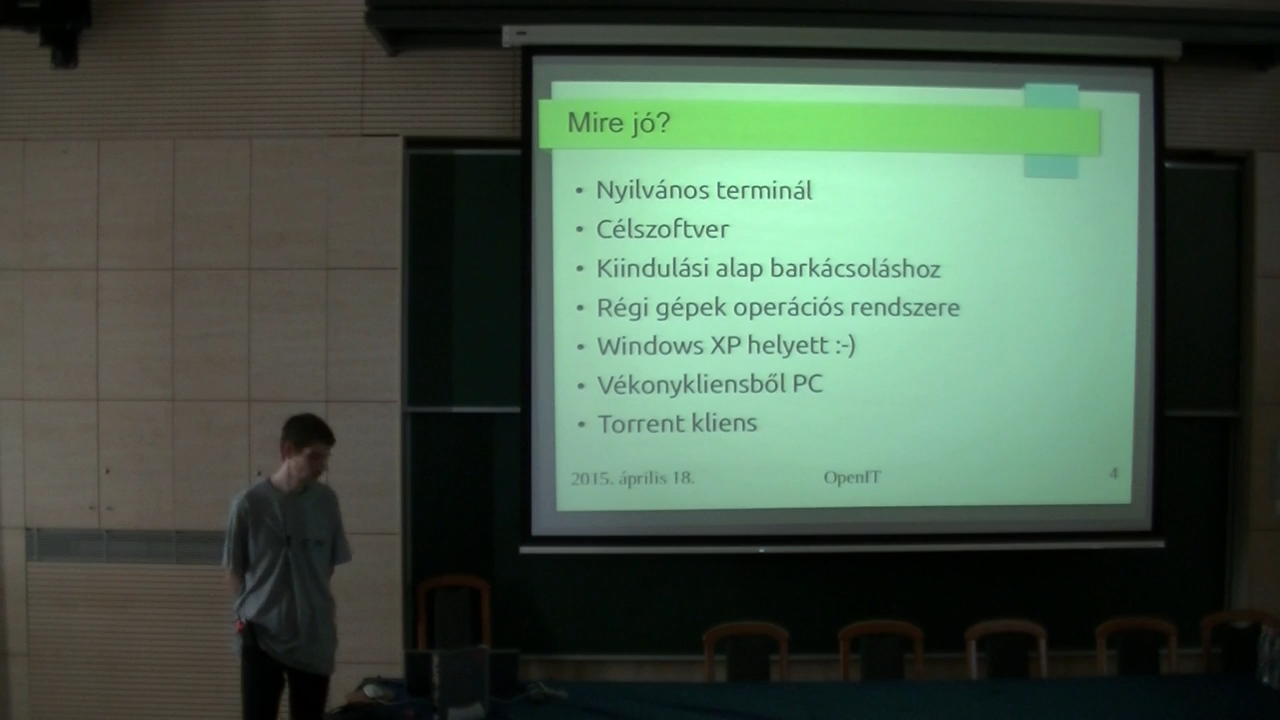 Mire jó?
• Nyilvános terminál
• Célszoftver
• Kiindulási alap barkácsoláshoz
• Régi gépek operációs rendszere
• Windows XP helyett :-)
• Vékonykliensből PC
• Torrent kliens
2015. április 18. OpenIT 4